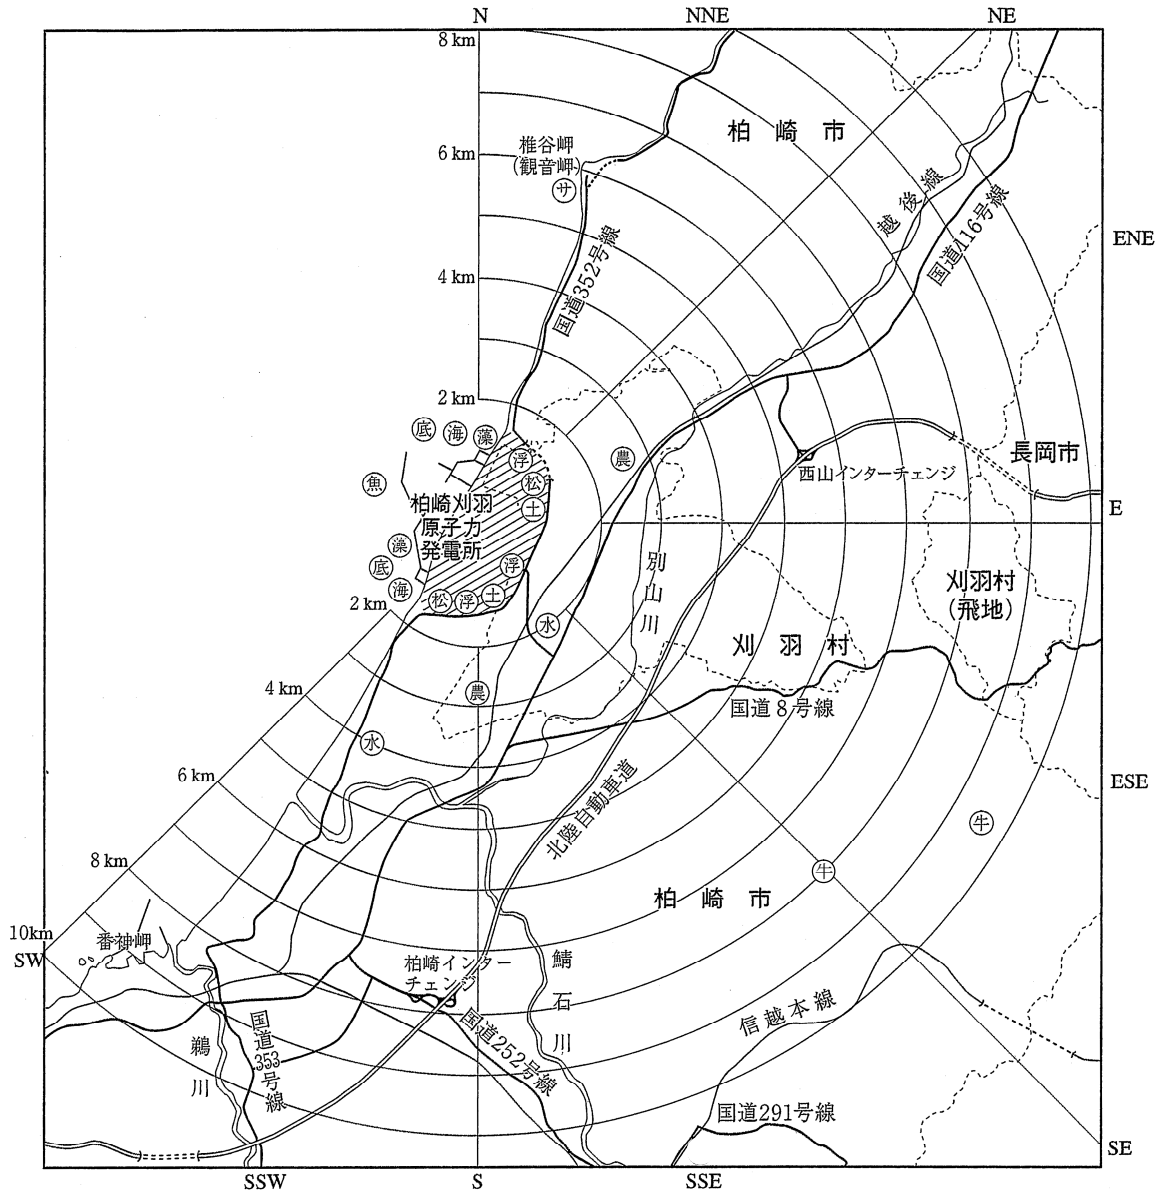 N
NNE
NE
8 km
柏崎市
椎谷岬
(観音岬)
6 km
サ
越後線
国道116号線
ENE
国道352号線
4 km
2 km
底
海
藻
浮
農
長岡市
西山インターチェンジ
魚
松
柏崎刈羽
原子力
発電所
土
E
藻
底
海
浮
別山川
刈羽村
(飛地)
松
浮
土
2 km
水
刈羽村
農
4 km
国道8号線
水
6 km
北陸自動車道
ESE
牛
8 km
牛
柏崎市
10km
SW
番神岬
柏崎インター
チェンジ
鯖石川
信越本線
国道252号線
国道353号線
鵜川
国道291号線
SE
SSW
S
SSE